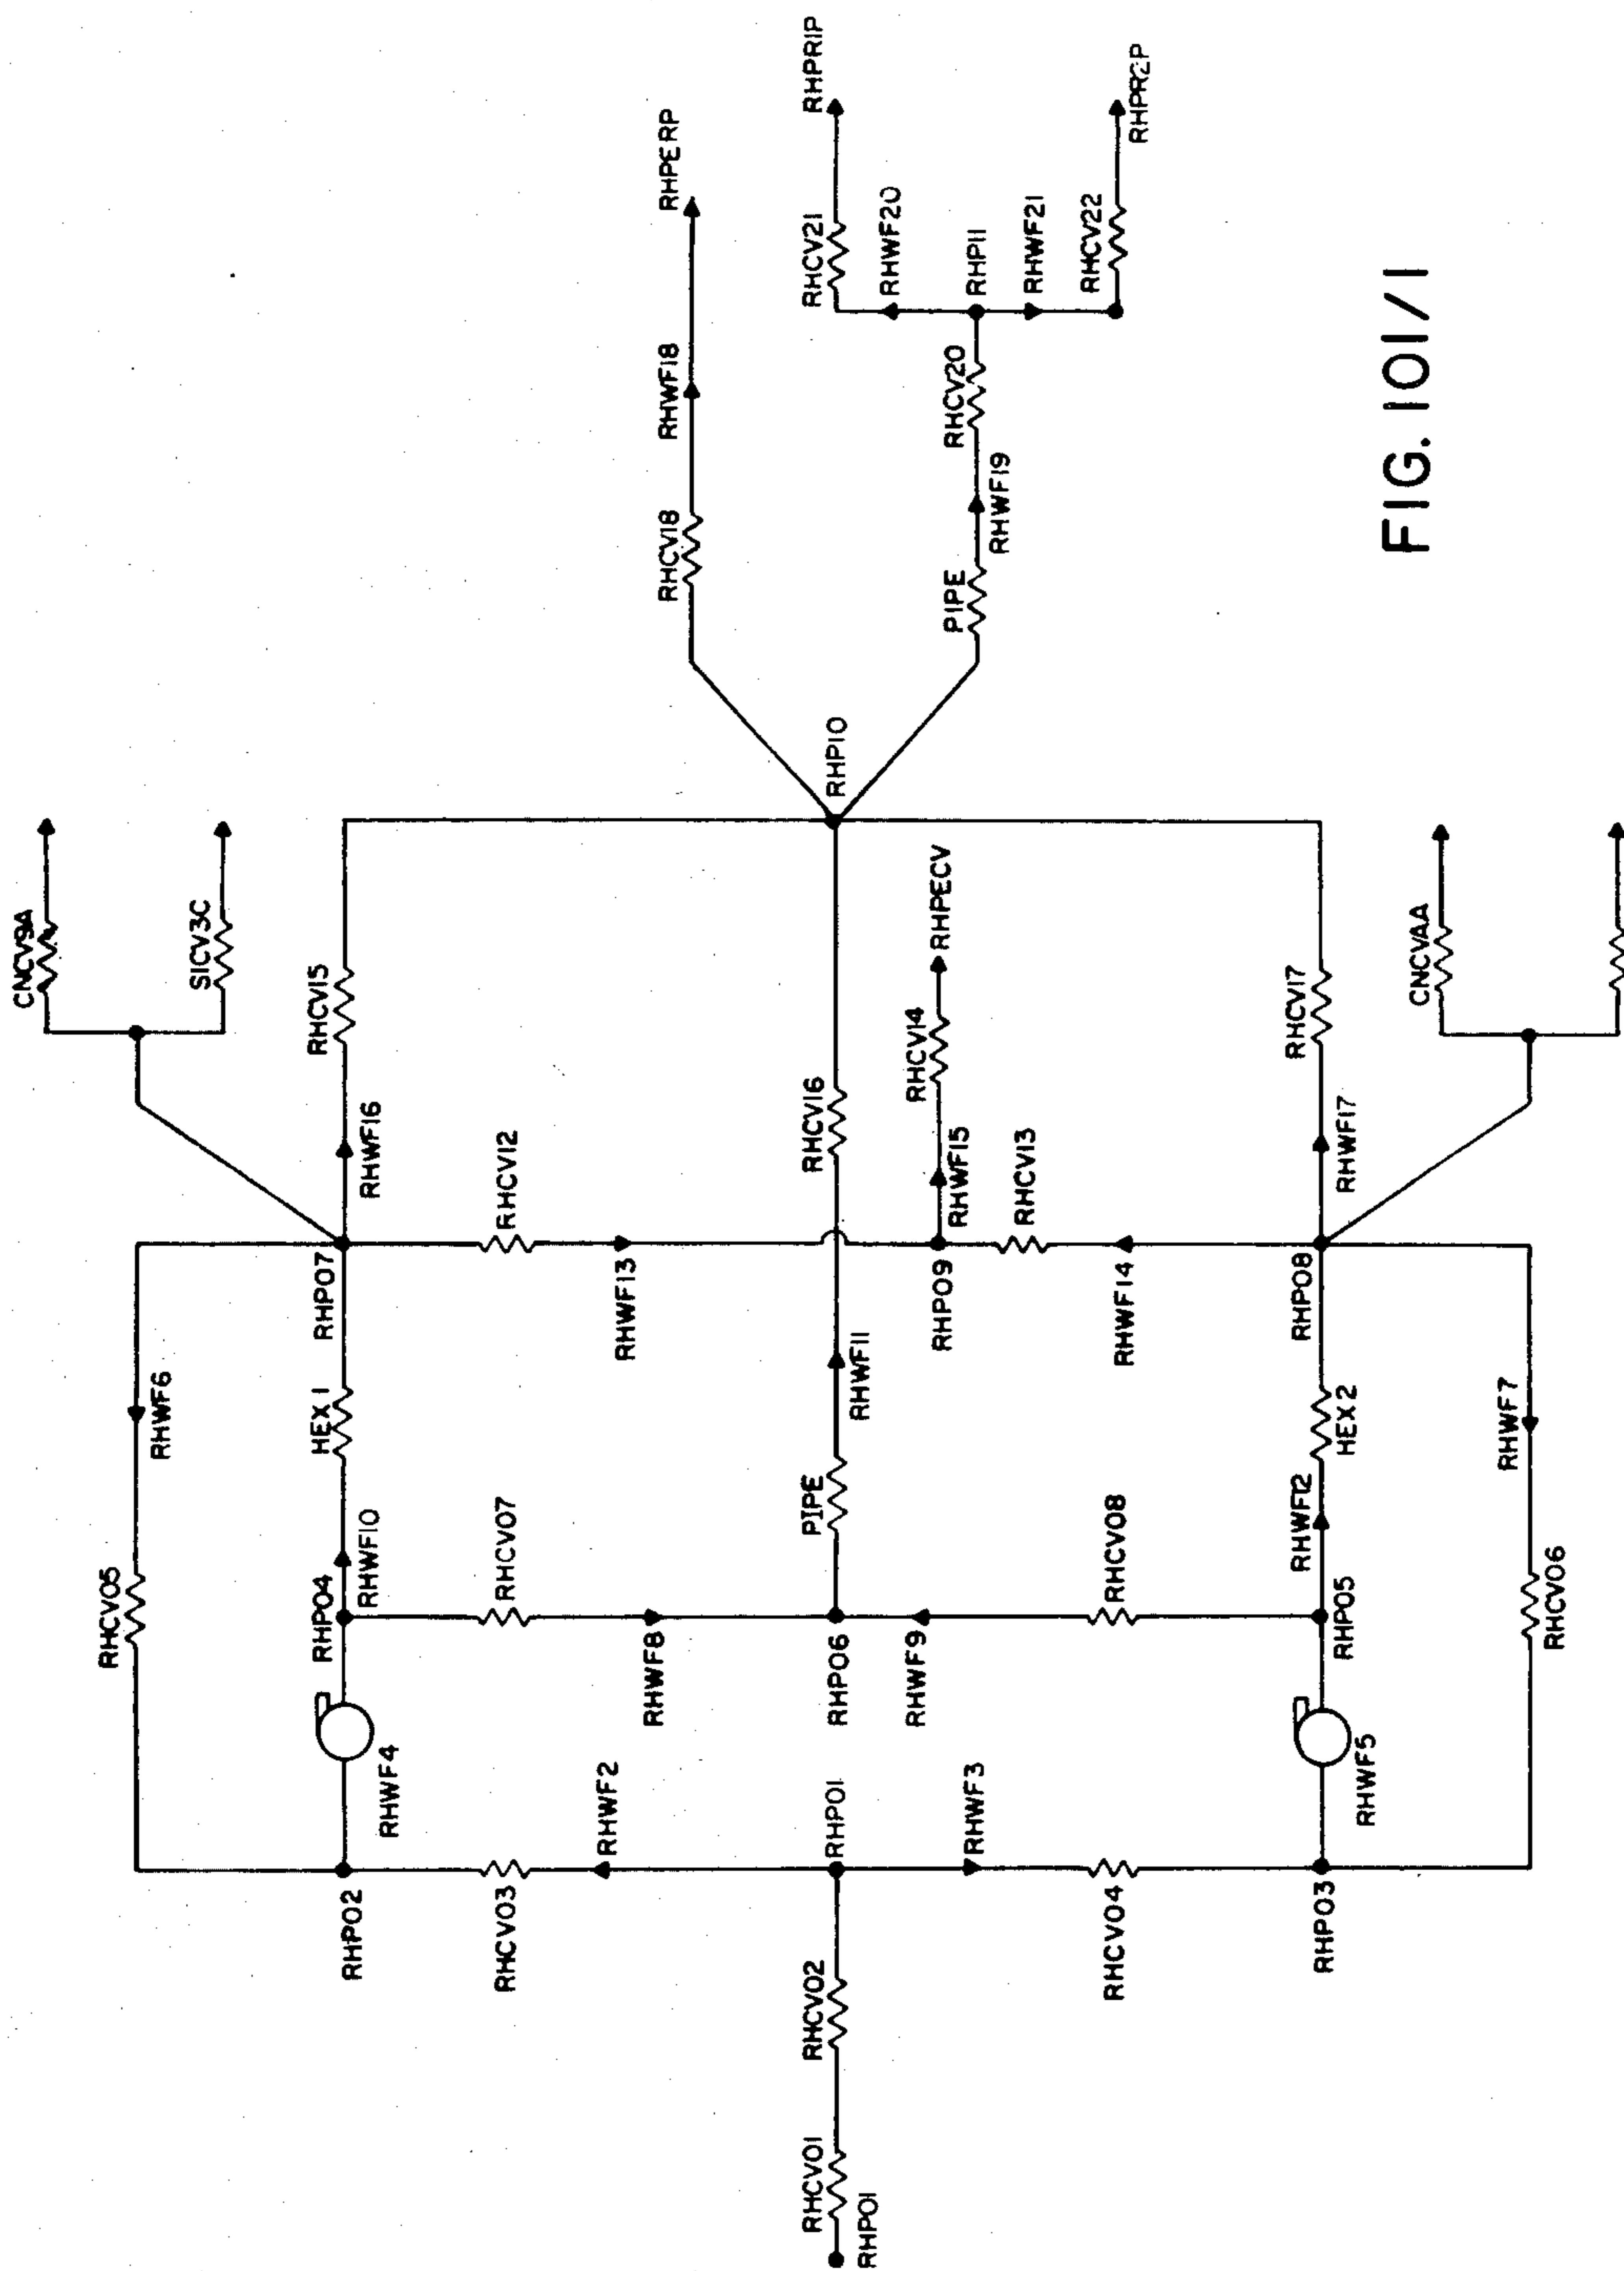 CNCV9A
SICV3C
RHCV05
RHWF6
RHP04
RHWF10
HEX 1
RHP07
RHWF16
RHCV15
RHP02
RHWF4
RHCV03
RHWF2
RHCV07
RHWF8
RHCV12
RHWF13
RHCV18
RHWF18
RHPERP
RHCV01
RHP01
RHCV02
RHP01
RHP06
PIPE
RHWF11
RHCV16
RHP10
RHCV21
RHPR1P
RHWF20
RHP09
RHWF15
RHCV14
RHPECV
PIPE
RHWF19
RHCV20
RHP11
RHWF21
RHCV22
RHPR2P
RHWF3
RHWF9
RHCV13
RHCV04
RHCV08
RHWF14
RHP03
RHWF5
RHP05
RHWF12
HEX 2
RHP08
RHWF17
RHCV17
RHCV06
RHWF7
CNCVAA
FIG. 101/1